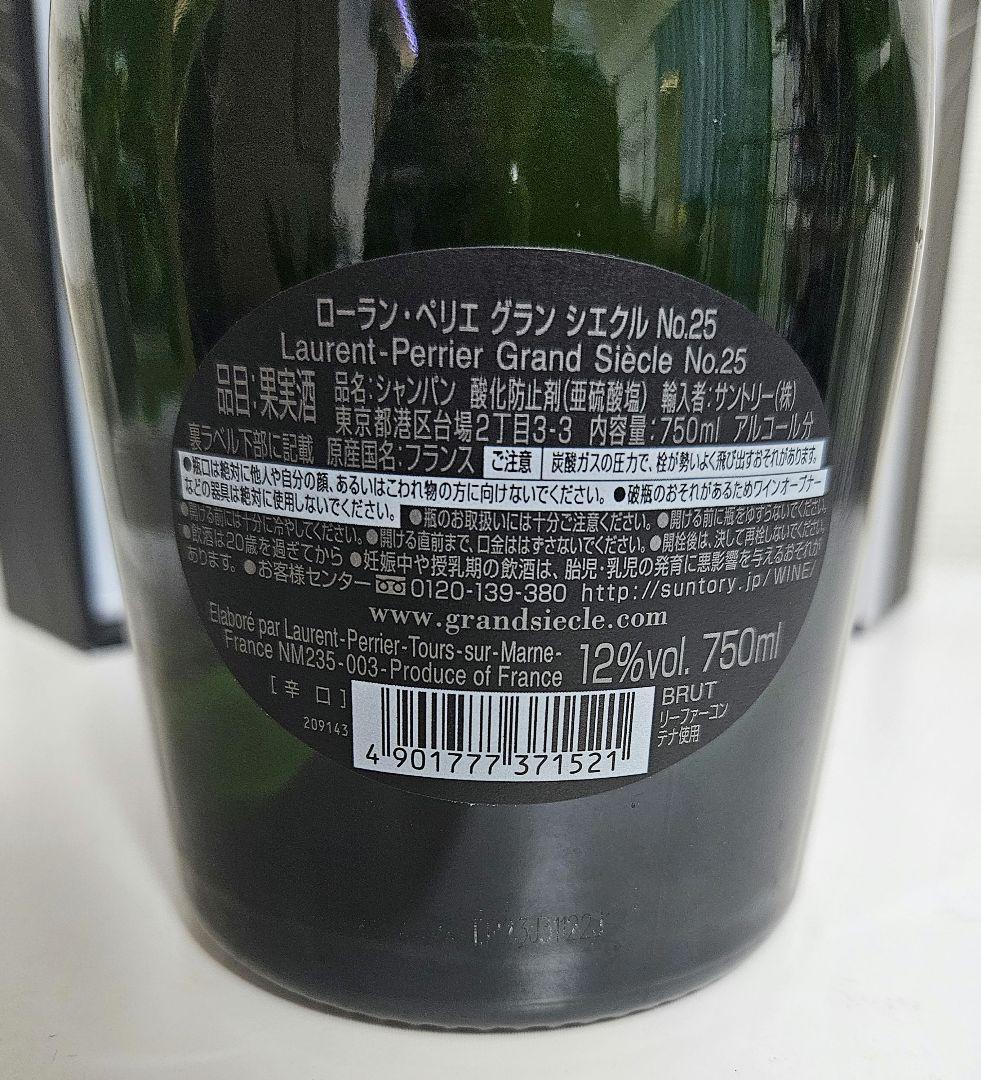 ローラン・ペリエ グラン シエクル No.25
Laurent-Perrier Grand Siècle No.25
品目:果実酒 品名:シャンパン 酸化防止剤(亜硫酸塩) 輸入者:サントリー(株)
東京都港区台場2丁目3-3 内容量:750ml アルコール分
裏ラベル下部に記載 原産国名:フランス ご注意 炭酸ガスの圧力で、栓が勢いよく飛び出すおそれがあります。
●瓶口は絶対に他人や自分の顔、あるいはこわれ物の方に向けないでください。●破瓶のおそれがあるためワインオープナー
などの器具は絶対に使用しないでください。
●瓶のお取扱いには十分ご注意ください。●開ける前に瓶をゆすらないでください。
●開ける前には十分に冷やしてください。●開ける直前まで、口金ははずさないでください。●開栓後は、決して再栓しないでください。
●飲酒は20歳を過ぎてから ●妊娠中や授乳期の飲酒は、胎児・乳児の発育に悪影響を与えるおそれが
あります。 ●お客様センター 0120-139-380 http://suntory.jp/WINE/
www.grandsiecle.com
Elaboré par Laurent-Perrier-Tours-sur-Marne-
France NM235-003-Produce of France 12%vol. 750ml
[辛口] BRUT
209143 リーファーコン
テナ使用
4 901777 371521